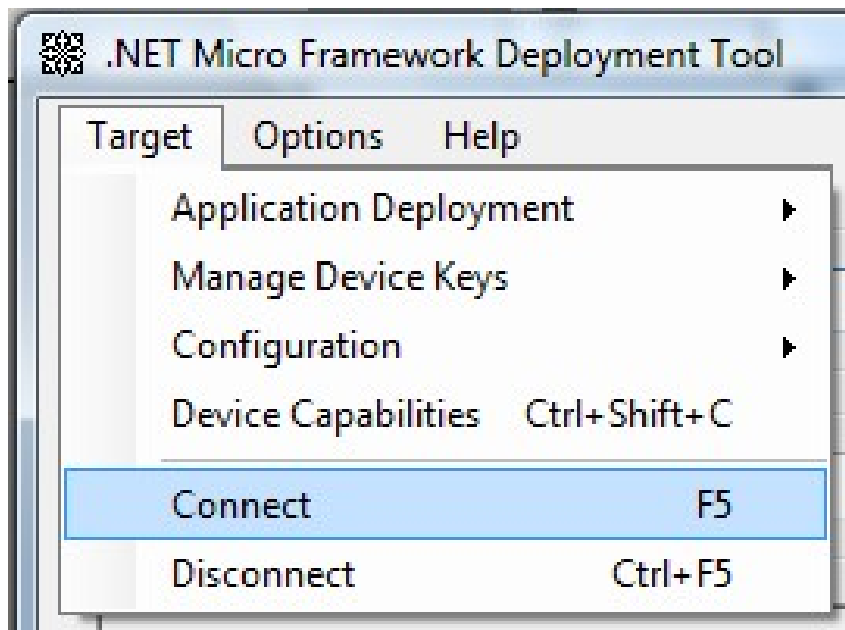 .NET Micro Framework Deployment Tool
Target Options Help
Application Deployment
Manage Device Keys
Configuration
Device Capabilities Ctrl+Shift+C
Connect F5
Disconnect Ctrl+F5